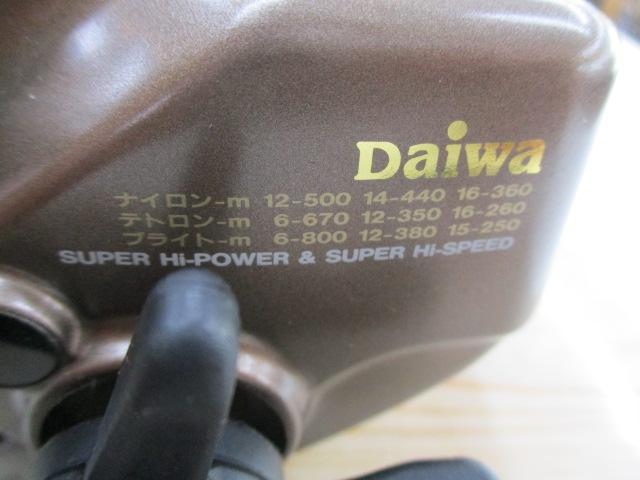 Daiwa
ナイロン-m 12-500 14-440 16-360
テトロン-m 6-670 12-350 16-260
ブライト-m 6-800 12-380 15-250
SUPER Hi-POWER & SUPER Hi-SPEED